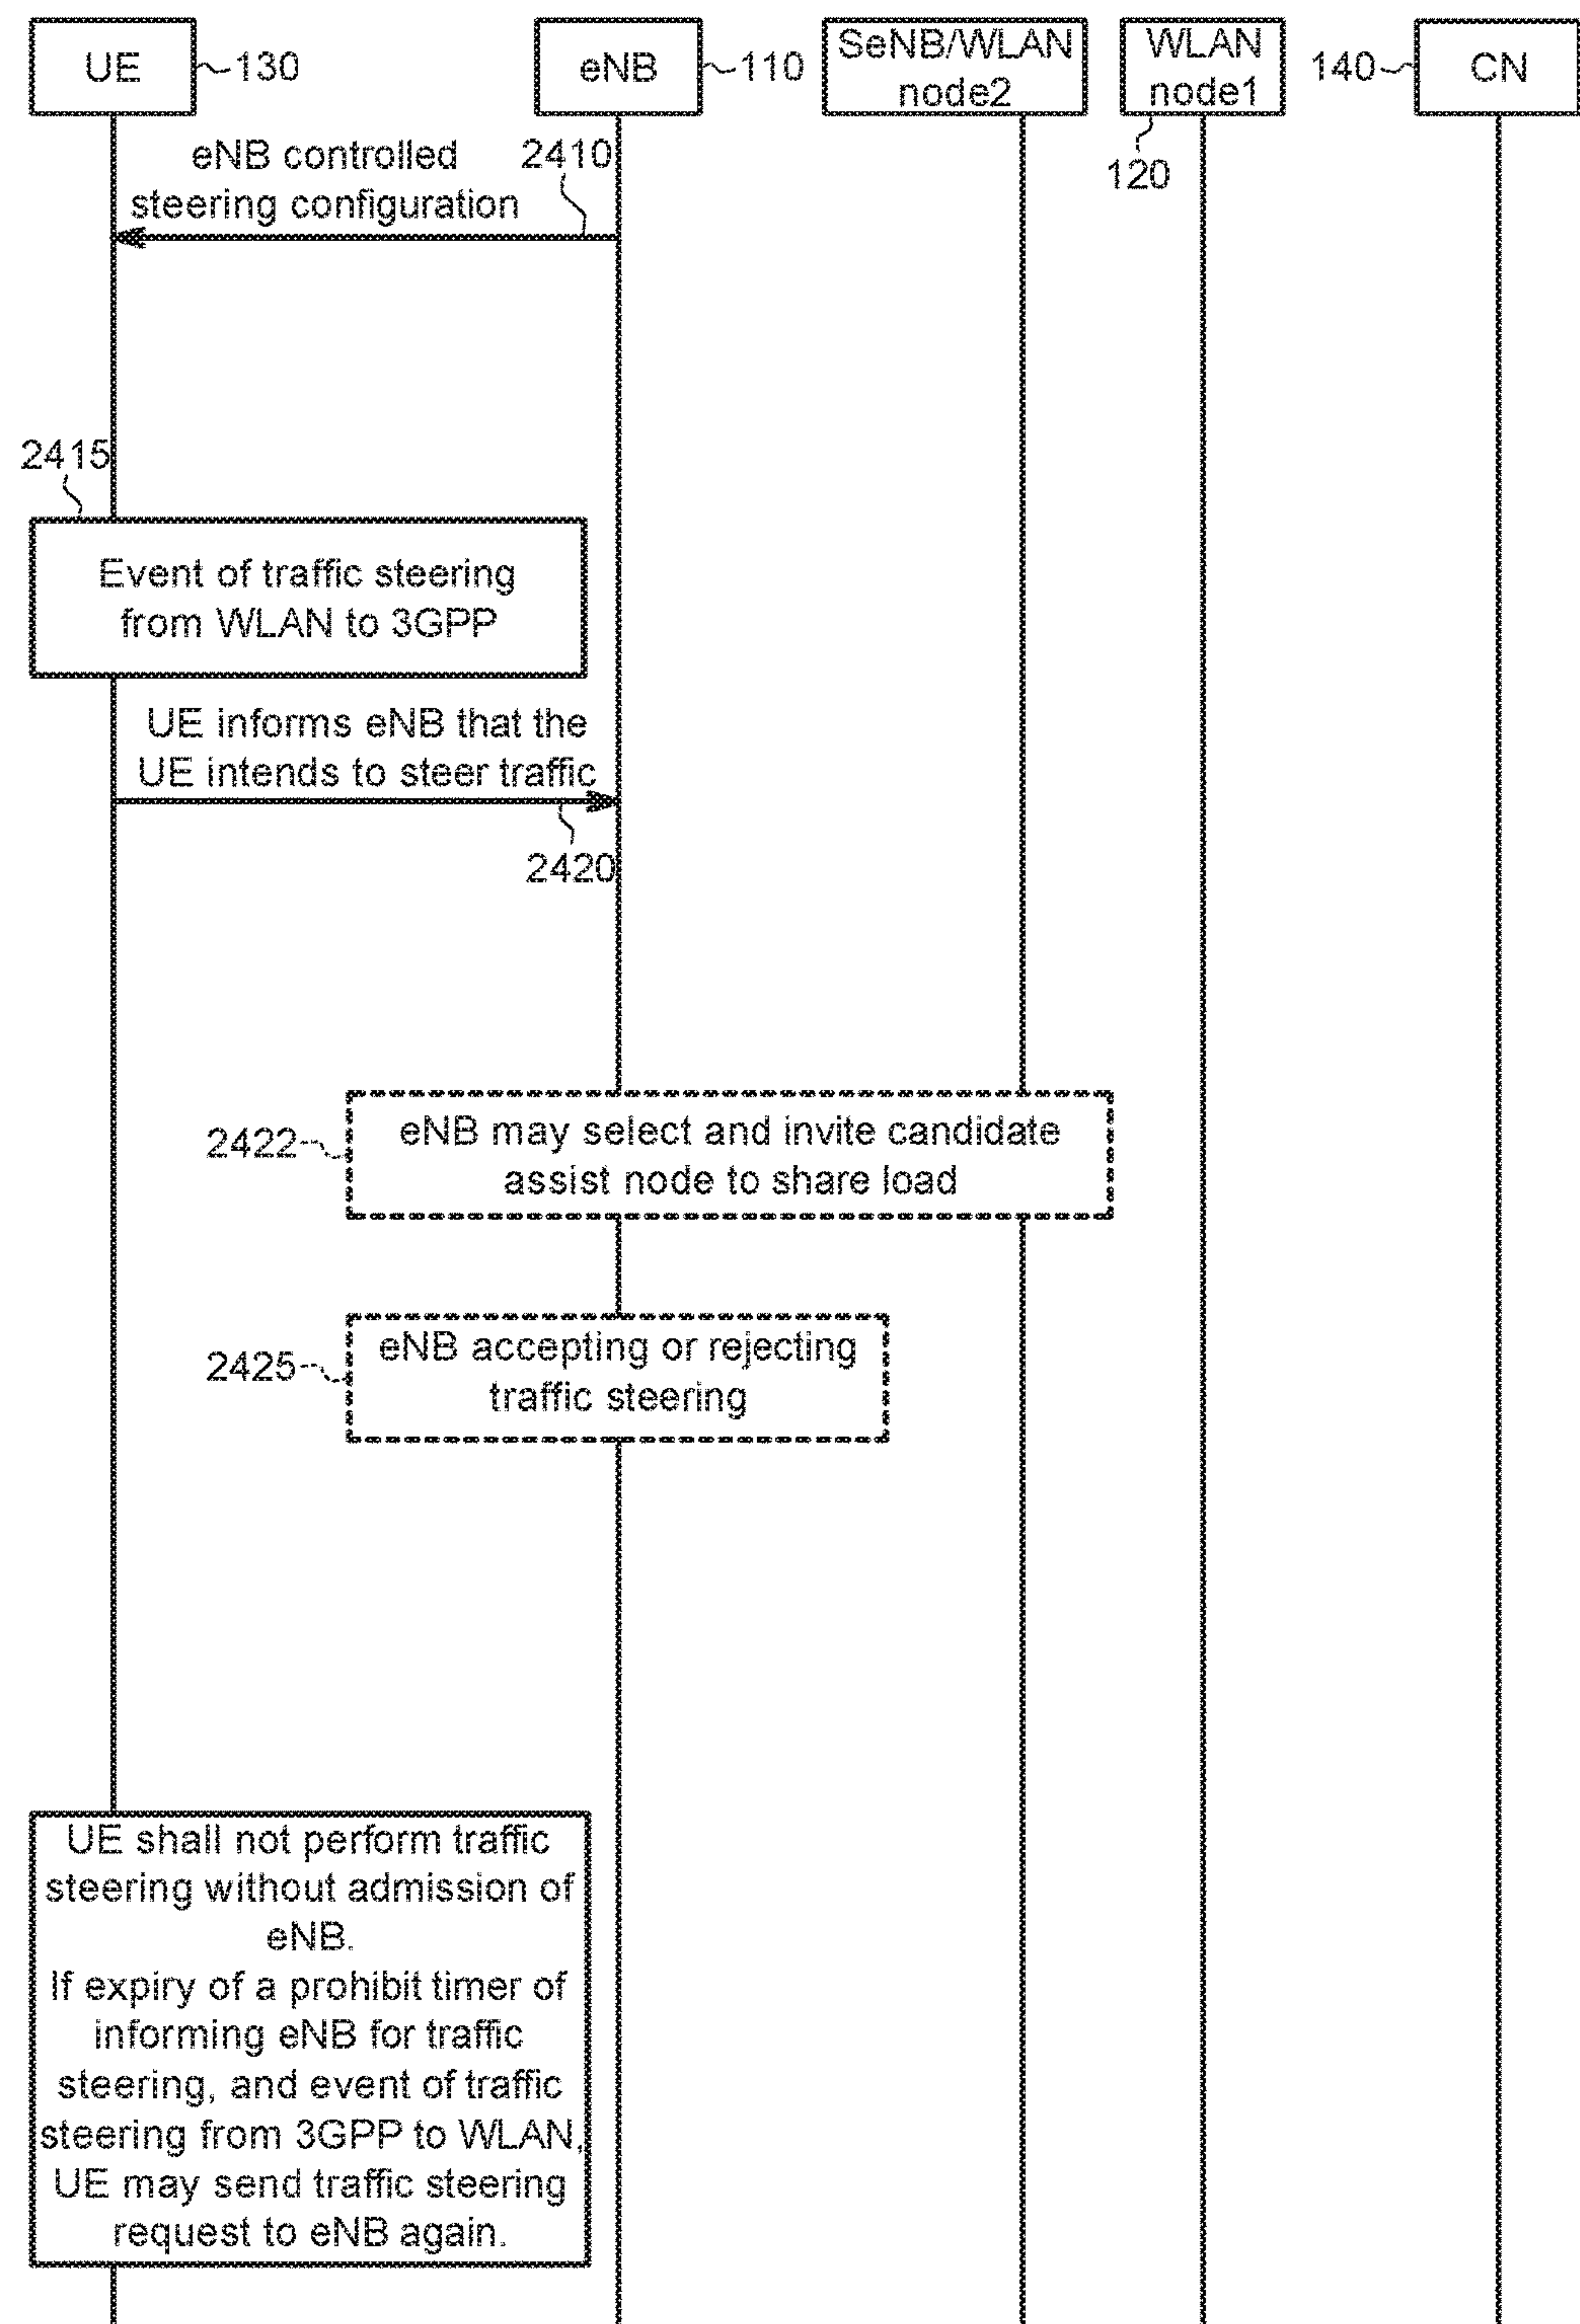 UE
130
eNB
110
SeNB/WLAN
node2
WLAN
node1
120
140
CN
eNB controlled
steering configuration
2410
2415
Event of traffic steering
from WLAN to 3GPP
UE informs eNB that the
UE intends to steer traffic
2420
2422
eNB may select and invite candidate
assist node to share load
2425
eNB accepting or rejecting
traffic steering
UE shall not perform traffic
steering without admission of
eNB.
If expiry of a prohibit timer of
informing eNB for traffic
steering, and event of traffic
steering from 3GPP to WLAN,
UE may send traffic steering
request to eNB again.